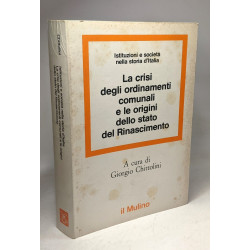 Istituzioni e società
nella storia d'Italia
La crisi
degli ordinamenti
comunali
e le origini
dello stato
del Rinascimento
A cura di
Giorgio Chittolini
il Mulino